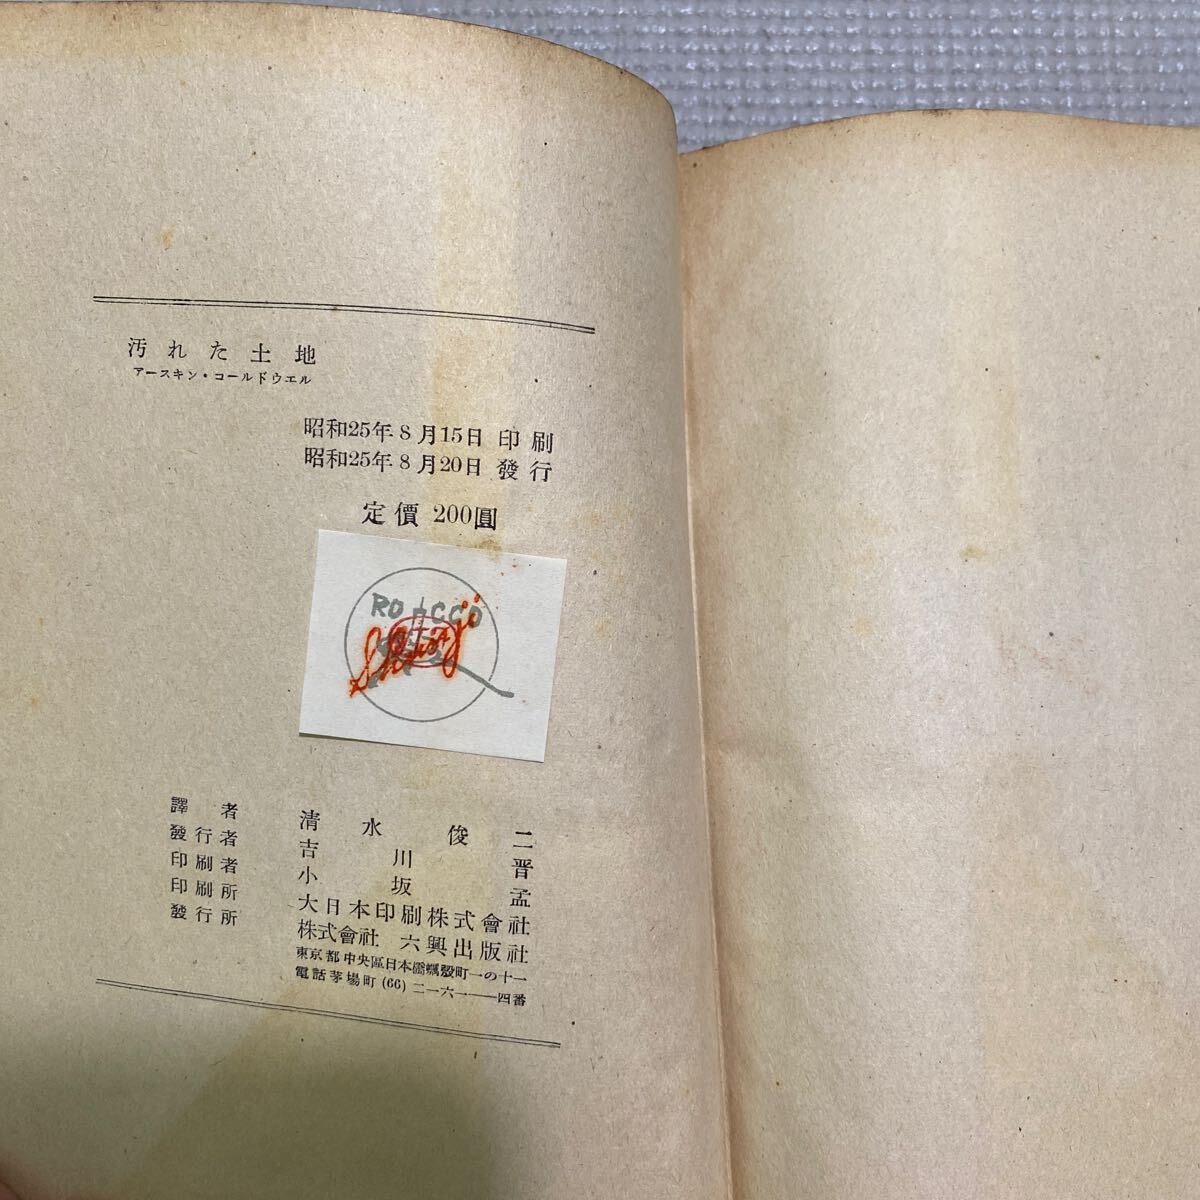 汚れた土地
アースキン・コールドウエル
昭和25年8月15日 印刷
昭和25年8月20日 發行
定價 200圓
ROCCO
Shunji
譯者 清水俊二
發行者 吉川晋
印刷者 小坂孟
印刷所 大日本印刷株式會社
發行所 株式會社 六興出版社
東京都中央區日本橋蠣殼町一の十一
電話茅場町(66)二一六一——四番